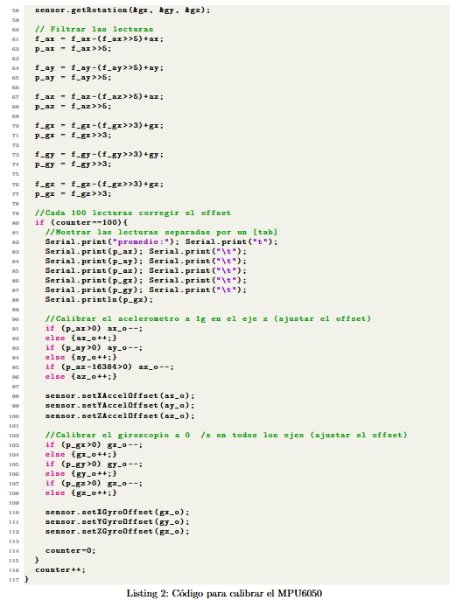 58 sensor.getRotation(&gx, &gy, &gz);
59
60 // Filtrar las lecturas
61 f_ax = f_ax-(f_ax>>5)+ax;
62 p_ax = f_ax>>5;
63
64 f_ay = f_ay-(f_ay>>5)+ay;
65 p_ay = f_ay>>5;
66
67 f_az = f_az-(f_az>>5)+az;
68 p_az = f_az>>5;
69
70 f_gx = f_gx-(f_gx>>3)+gx;
71 p_gx = f_gx>>3;
72
73 f_gy = f_gy-(f_gy>>3)+gy;
74 p_gy = f_gy>>3;
75
76 f_gz = f_gz-(f_gz>>3)+gz;
77 p_gz = f_gz>>3;
78
79 //Cada 100 lecturas corregir el offset
80 if (counter==100){
81 //Mostrar las lecturas separadas por un [tab]
82 Serial.print("promedio:"); Serial.print("t");
83 Serial.print(p_ax); Serial.print("\t");
84 Serial.print(p_ay); Serial.print("\t");
85 Serial.print(p_az); Serial.print("\t");
86 Serial.print(p_gx); Serial.print("\t");
87 Serial.print(p_gy); Serial.print("\t");
88 Serial.println(p_gz);
89
90 //Calibrar el acelerometro a 1g en el eje z (ajustar el offset)
91 if (p_ax>0) ax_o--;
92 else {ax_o++;}
93 if (p_ay>0) ay_o--;
94 else {ay_o++;}
95 if (p_az-16384>0) az_o--;
96 else {az_o++;}
97
98 sensor.setXAccelOffset(ax_o);
99 sensor.setYAccelOffset(ay_o);
100 sensor.setZAccelOffset(az_o);
101
102 //Calibrar el giroscopio a 0 /s en todos los ejes (ajustar el offset)
103 if (p_gx>0) gx_o--;
104 else {gx_o++;}
105 if (p_gy>0) gy_o--;
106 else {gy_o++;}
107 if (p_gz>0) gz_o--;
108 else {gz_o++;}
109
110 sensor.setXGyroOffset(gx_o);
111 sensor.setYGyroOffset(gy_o);
112 sensor.setZGyroOffset(gz_o);
113
114 counter=0;
115 }
116 counter++;
117 }
Listing 2: Código para calibrar el MPU6050